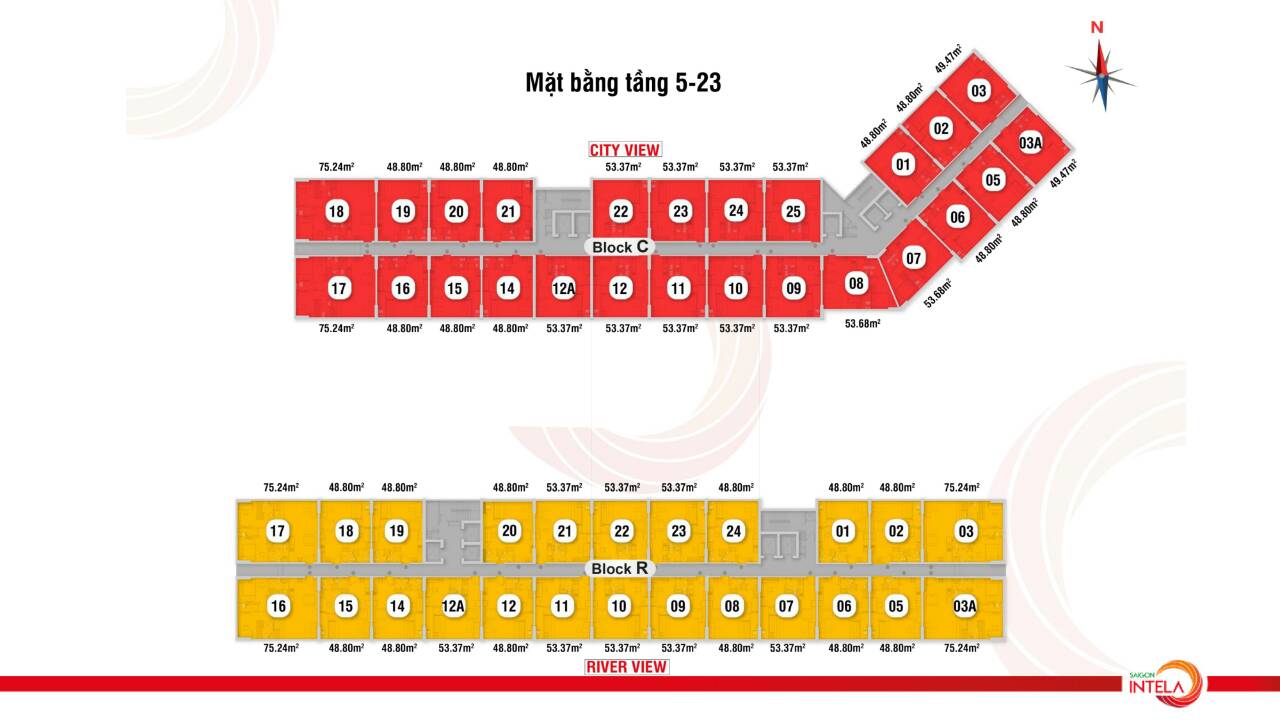 N
Mặt bằng tầng 5-23
CITY VIEW
75.24m² 48.80m² 48.80m² 48.80m² 53.37m² 53.37m² 53.37m² 53.37m²
18 19 20 21 22 23 24 25
Block C
17 16 15 14 12A 12 11 10 09 08
75.24m² 48.80m² 48.80m² 48.80m² 53.37m² 53.37m² 53.37m² 53.37m² 53.37m² 53.68m²
48.80m² 48.80m² 49.47m²
01 02 03
07 06 05 03A
53.68m² 48.80m² 48.80m² 49.47m²
75.24m² 48.80m² 48.80m² 48.80m² 53.37m² 53.37m² 53.37m² 48.80m² 48.80m² 48.80m² 75.24m²
17 18 19 20 21 22 23 24 01 02 03
Block R
16 15 14 12A 12 11 10 09 08 07 06 05 03A
75.24m² 48.80m² 48.80m² 53.37m² 48.80m² 53.37m² 53.37m² 53.37m² 48.80m² 53.37m² 48.80m² 48.80m² 75.24m²
RIVER VIEW
SAIGON
INTELA